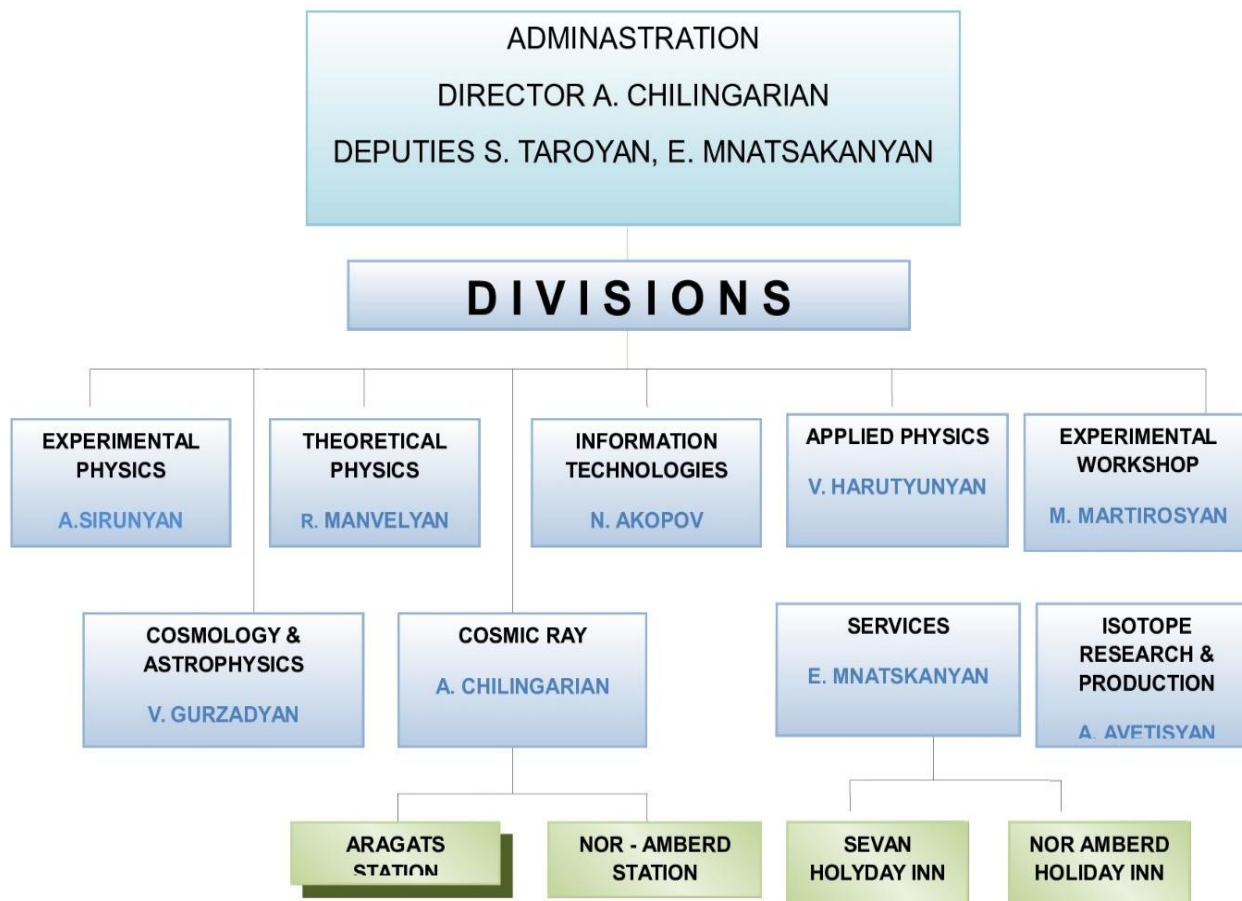 ADMINASTRATION
DIRECTOR A. CHILINGARIAN
DEPUTIES S. TAROYAN, E. MNATSAKANYAN
DIVISIONS
EXPERIMENTAL
PHYSICS
A.SIRUNYAN
THEORETICAL
PHYSICS
R. MANVELYAN
INFORMATION
TECHNOLOGIES
N. AKOPOV
APPLIED PHYSICS
V. HARUTYUNYAN
EXPERIMENTAL
WORKSHOP
M. MARTIROSYAN
COSMOLOGY &
ASTROPHYSICS
V. GURZADYAN
COSMIC RAY
A. CHILINGARIAN
SERVICES
E. MNATSKANYAN
ISOTOPE
RESEARCH &
PRODUCTION
A. AVETISYAN
ARAGATS
STATION
NOR - AMBERD
STATION
SEVAN
HOLYDAY INN
NOR AMBERD
HOLIDAY INN